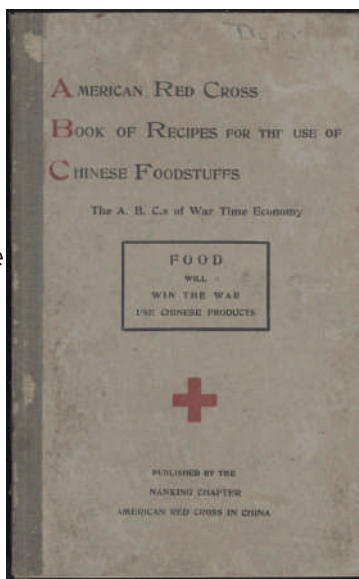 AMERICAN RED CROSS
BOOK OF RECIPES FOR THE USE OF
CHINESE FOODSTUFFS
The A. B. C.s of War Time Economy
FOOD
WILL
WIN THE WAR
USE CHINESE PRODUCTS
PUBLISHED BY THE
NANKING CHAPTER
AMERICAN RED CROSS IN CHINA
e